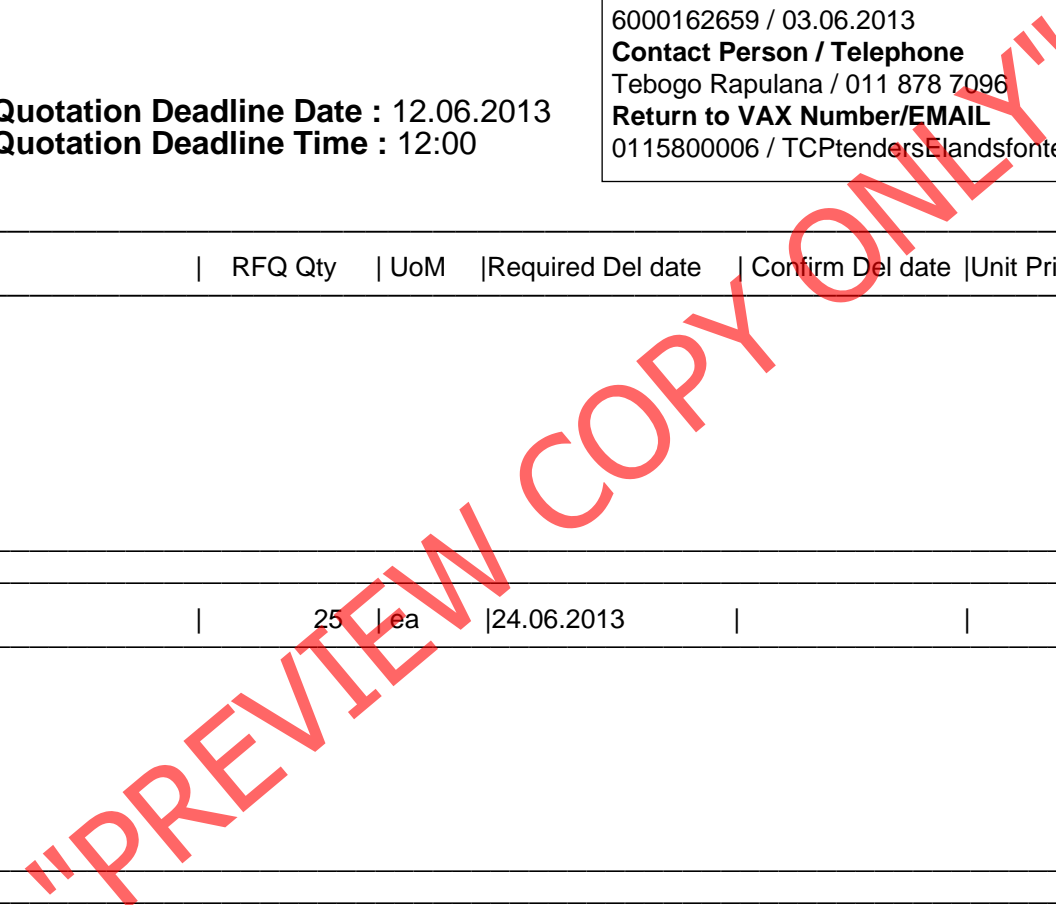 6000162659 / 03.06.2013
Contact Person / Telephone
Tebogo Rapulana / 011 878 7096
Return to VAX Number/EMAIL
0115800006 / TCPtendersElandsfonte
Quotation Deadline Date : 12.06.2013
Quotation Deadline Time : 12:00
| RFQ Qty | UoM |Required Del date | Confirm Del date |Unit Pri
| 25 | ea |24.06.2013 | |
"PREVIEW COPY ONLY"